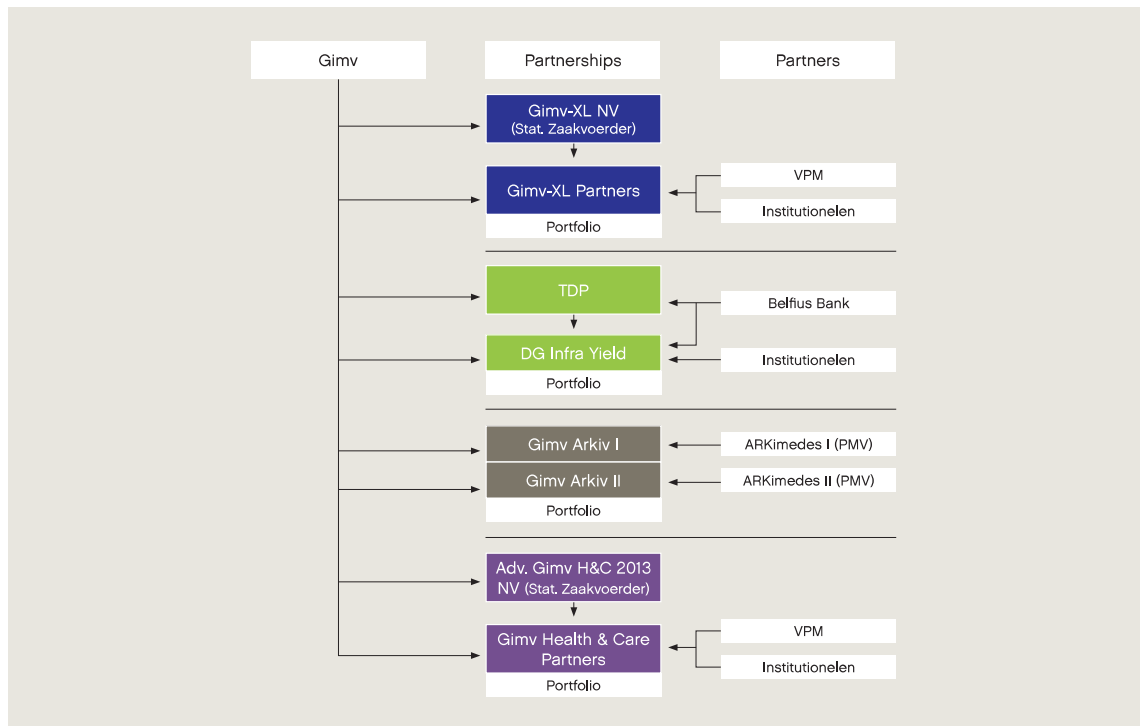 Gimv
Partnerships
Partners
Gimv-XL NV
(Stat. Zaakvoerder)
Gimv-XL Partners
Portfolio
VPM
Institutionelen
TDP
DG Infra Yield
Portfolio
Belfius Bank
Institutionelen
Gimv Arkiv I
Gimv Arkiv II
Portfolio
ARKimedes I (PMV)
ARKimedes II (PMV)
Adv. Gimv H&C 2013
NV (Stat. Zaakvoerder)
Gimv Health & Care
Partners
Portfolio
VPM
Institutionelen